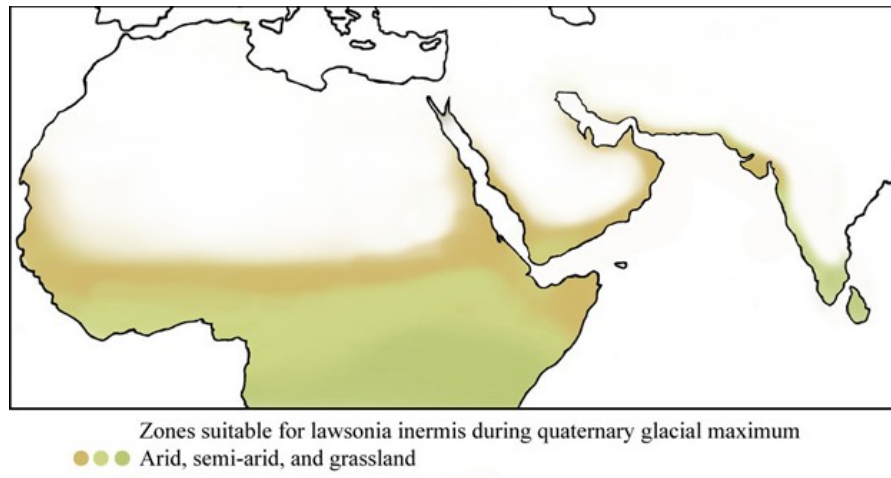 Zones suitable for lawsonia inermis during quaternary glacial maximum
Arid, semi-arid, and grassland